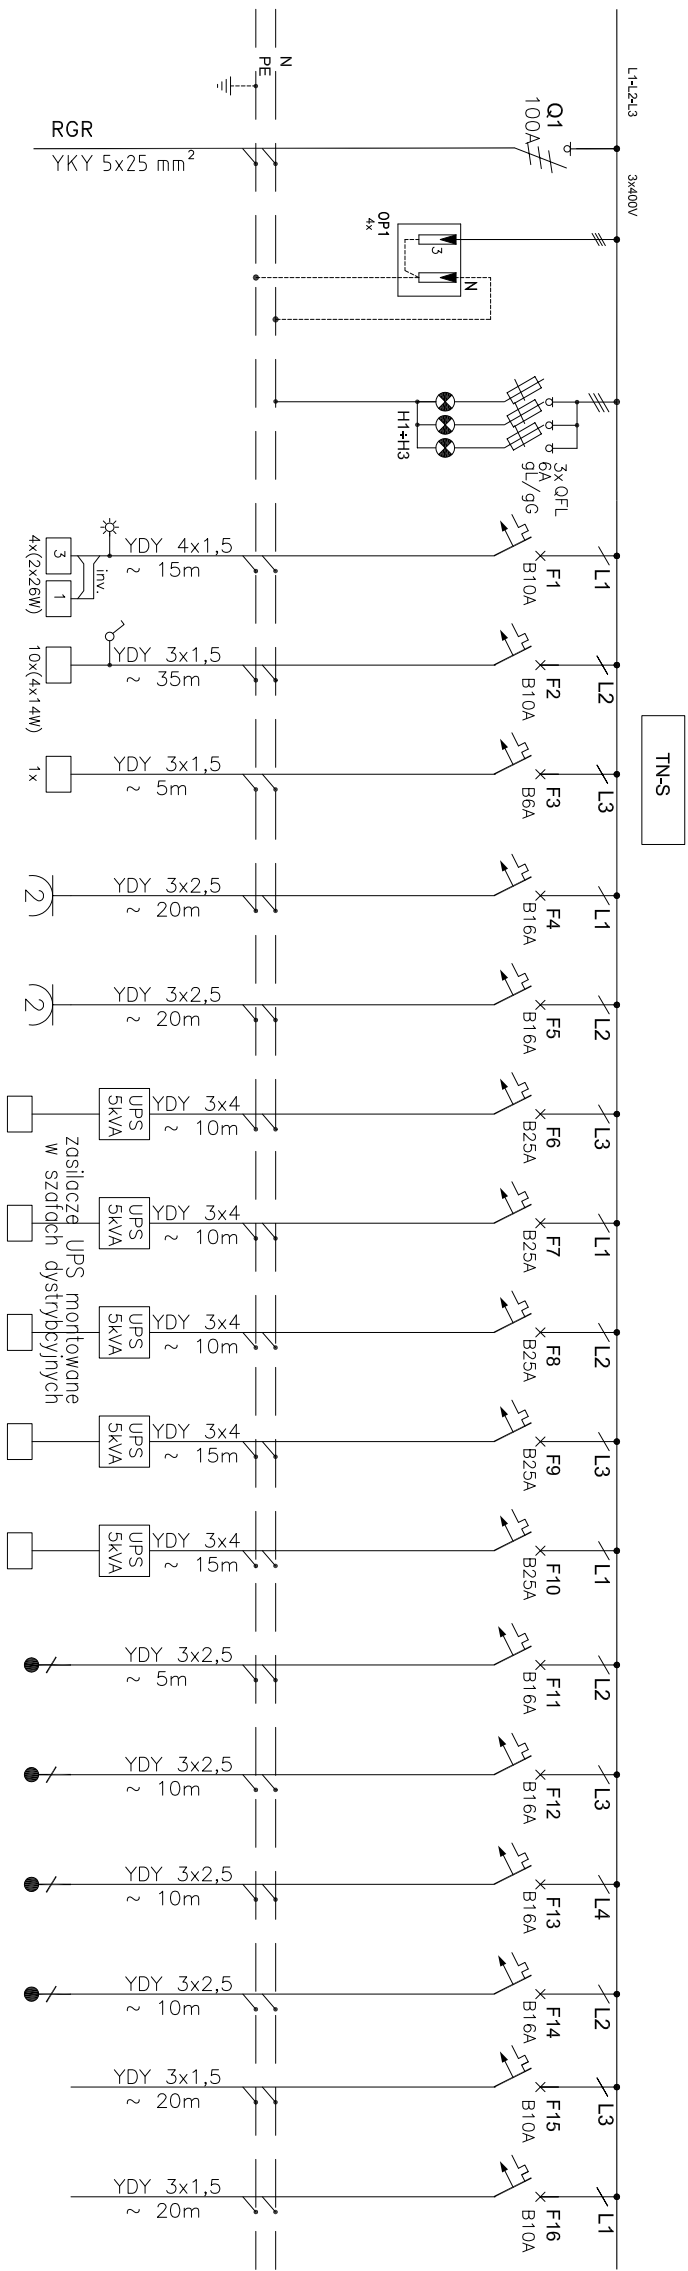 L1-L2-L3
3x400V
N
PE
Q1
100A
RGR
YKY 5x25 mm²
OP1
4x
3
N
H1÷H3
3xQFL
6A
gL/gG
TN-S
L1
F1
B10A
YDY 4x1,5
~ 15m
inv.
3
1
4x(2x26W)
L2
F2
B10A
YDY 3x1,5
~ 35m
10x(4x14W)
L3
F3
B6A
YDY 3x1,5
~ 5m
1x
L1
F4
B16A
YDY 3x2,5
~ 20m
2
L2
F5
B16A
YDY 3x2,5
~ 20m
2
L3
F6
B25A
YDY 3x4
~ 10m
UPS
5kVA
L1
F7
B25A
YDY 3x4
~ 10m
UPS
5kVA
L2
F8
B25A
YDY 3x4
~ 10m
UPS
5kVA
L3
F9
B25A
YDY 3x4
~ 15m
UPS
5kVA
L1
F10
B25A
YDY 3x4
~ 15m
UPS
5kVA
zasilacze UPS montowane
w szafach dystrybcyjnych
L2
F11
B16A
YDY 3x2,5
~ 5m
L3
F12
B16A
YDY 3x2,5
~ 10m
L4
F13
B16A
YDY 3x2,5
~ 10m
L2
F14
B16A
YDY 3x2,5
~ 10m
L3
F15
B10A
YDY 3x1,5
~ 20m
L1
F16
B10A
YDY 3x1,5
~ 20m